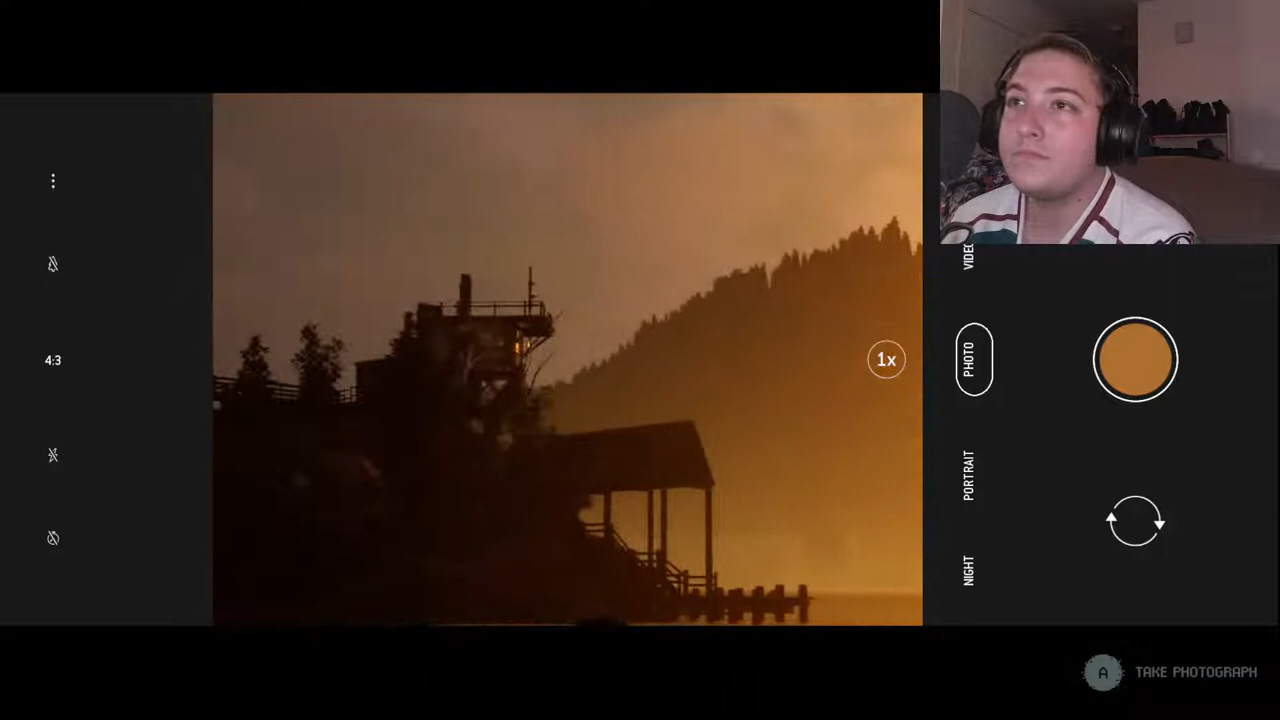 4:3
1x
VIDEO
PHOTO
PORTRAIT
NIGHT
A TAKE PHOTOGRAPH